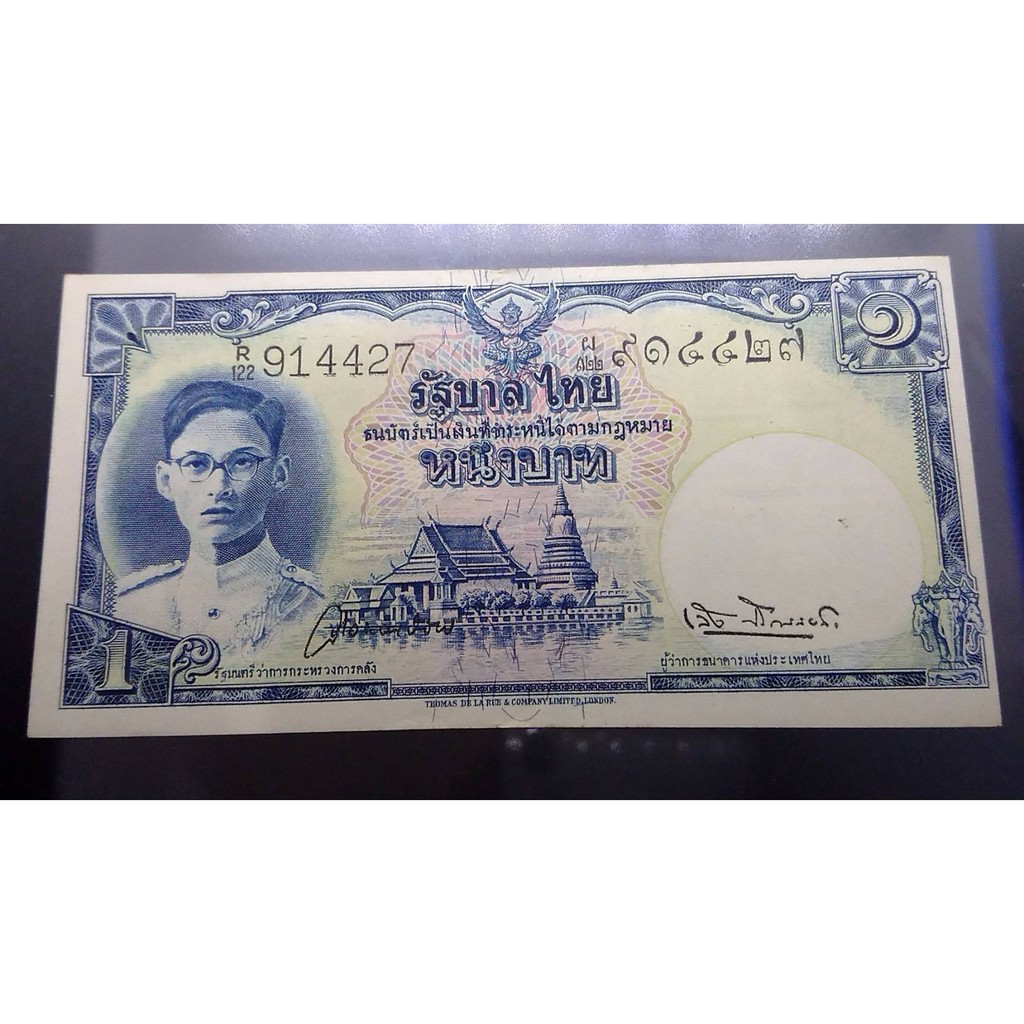 ๑
R
122 914427
ผ
๑๒๒ ๙๑๔๔๒๗
รัฐบาลไทย
ธนบัตร์เป็นเงินที่ชำระหนี้ได้ตามกฎหมาย
หนึ่งบาท
1
รัฐมนตรีว่าการกระทรวงการคลัง
ผู้ว่าการธนาคารแห่งประเทศไทย
THOMAS DE LA RUE & COMPANY LIMITED, LONDON.